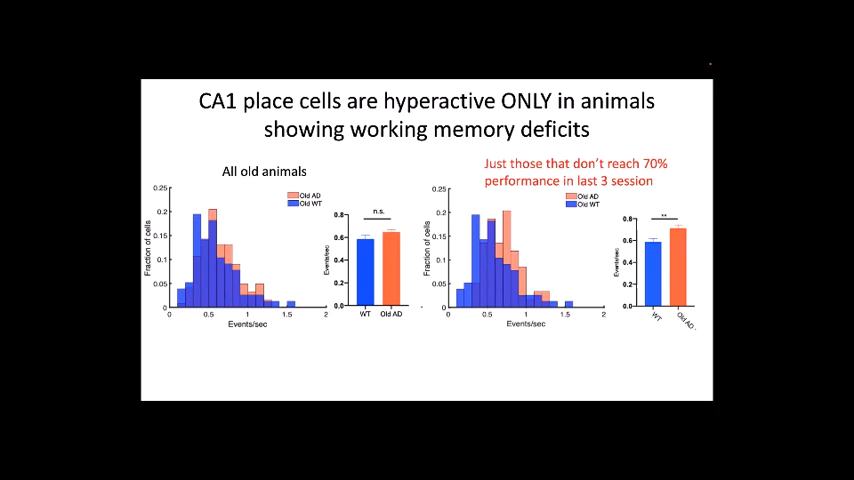 CA1 place cells are hyperactive ONLY in animals
showing working memory deficits
All old animals
Just those that don't reach 70%
performance in last 3 session
0.25
0.2
0.15
0.1
0.05
0
Fraction of cells
0 0.5 1 1.5 2
Events/sec
Old AD
Old WT
n.s.
0.8
0.6
0.4
0.2
0.0
Events/sec
WT Old AD
0.25
0.2
0.15
0.1
0.05
0
Fraction of cells
0 0.5 1 1.5 2
Events/sec
Old AD
Old WT
**
0.8
0.6
0.4
0.2
0.0
Events/sec
WT Old AD